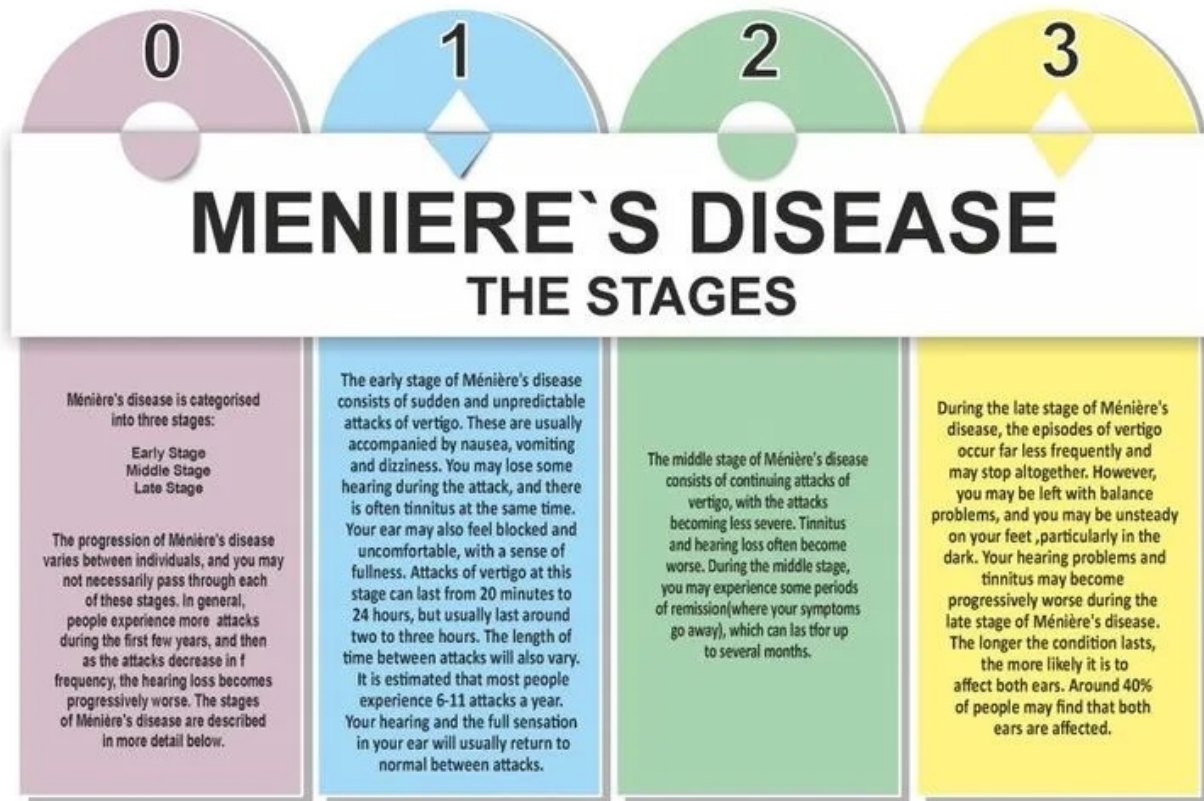 0
1
2
3
MENIERE`S DISEASE
THE STAGES
Ménière's disease is categorised
into three stages:
Early Stage
Middle Stage
Late Stage
The progression of Ménière's disease
varies between individuals, and you may
not necessarily pass through each
of these stages. In general,
people experience more attacks
during the first few years, and then
as the attacks decrease in f
frequency, the hearing loss becomes
progressively worse. The stages
of Ménière's disease are described
in more detail below.
The early stage of Ménière's disease
consists of sudden and unpredictable
attacks of vertigo. These are usually
accompanied by nausea, vomiting
and dizziness. You may lose some
hearing during the attack, and there
is often tinnitus at the same time.
Your ear may also feel blocked and
uncomfortable, with a sense of
fullness. Attacks of vertigo at this
stage can last from 20 minutes to
24 hours, but usually last around
two to three hours. The length of
time between attacks will also vary.
It is estimated that most people
experience 6-11 attacks a year.
Your hearing and the full sensation
in your ear will usually return to
normal between attacks.
The middle stage of Ménière's disease
consists of continuing attacks of
vertigo, with the attacks
becoming less severe. Tinnitus
and hearing loss often become
worse. During the middle stage,
you may experience some periods
of remission(where your symptoms
go away), which can las tfor up
to several months.
During the late stage of Ménière's
disease, the episodes of vertigo
occur far less frequently and
may stop altogether. However,
you may be left with balance
problems, and you may be unsteady
on your feet ,particularly in the
dark. Your hearing problems and
tinnitus may become
progressively worse during the
late stage of Ménière's disease.
The longer the condition lasts,
the more likely it is to
affect both ears. Around 40%
of people may find that both
ears are affected.